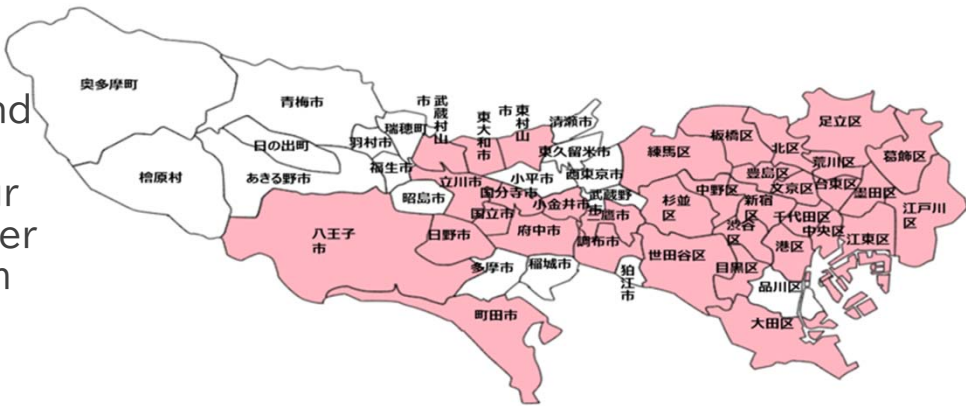 nd
ur
er
n
奥多摩町
青梅市
日の出町
檜原村
あきる野市
羽村市
瑞穂町
福生市
武蔵村山
市
東大和市
東村山
市
清瀬市
東久留米市
西東京市
小平市
昭島市
立川市
国分寺市
国立市
小金井市
武蔵野
市
三鷹市
八王子
市
日野市
府中市
調布市
多摩市
稲城市
狛江市
町田市
練馬区
板橋区
北区
足立区
荒川区
葛飾区
豊島区
文京区
台東区
墨田区
中野区
杉並
区
新宿
区
千代田区
中央区
江戸川
区
渋谷
区
港区
江東区
世田谷区
目黒区
品川区
大田区